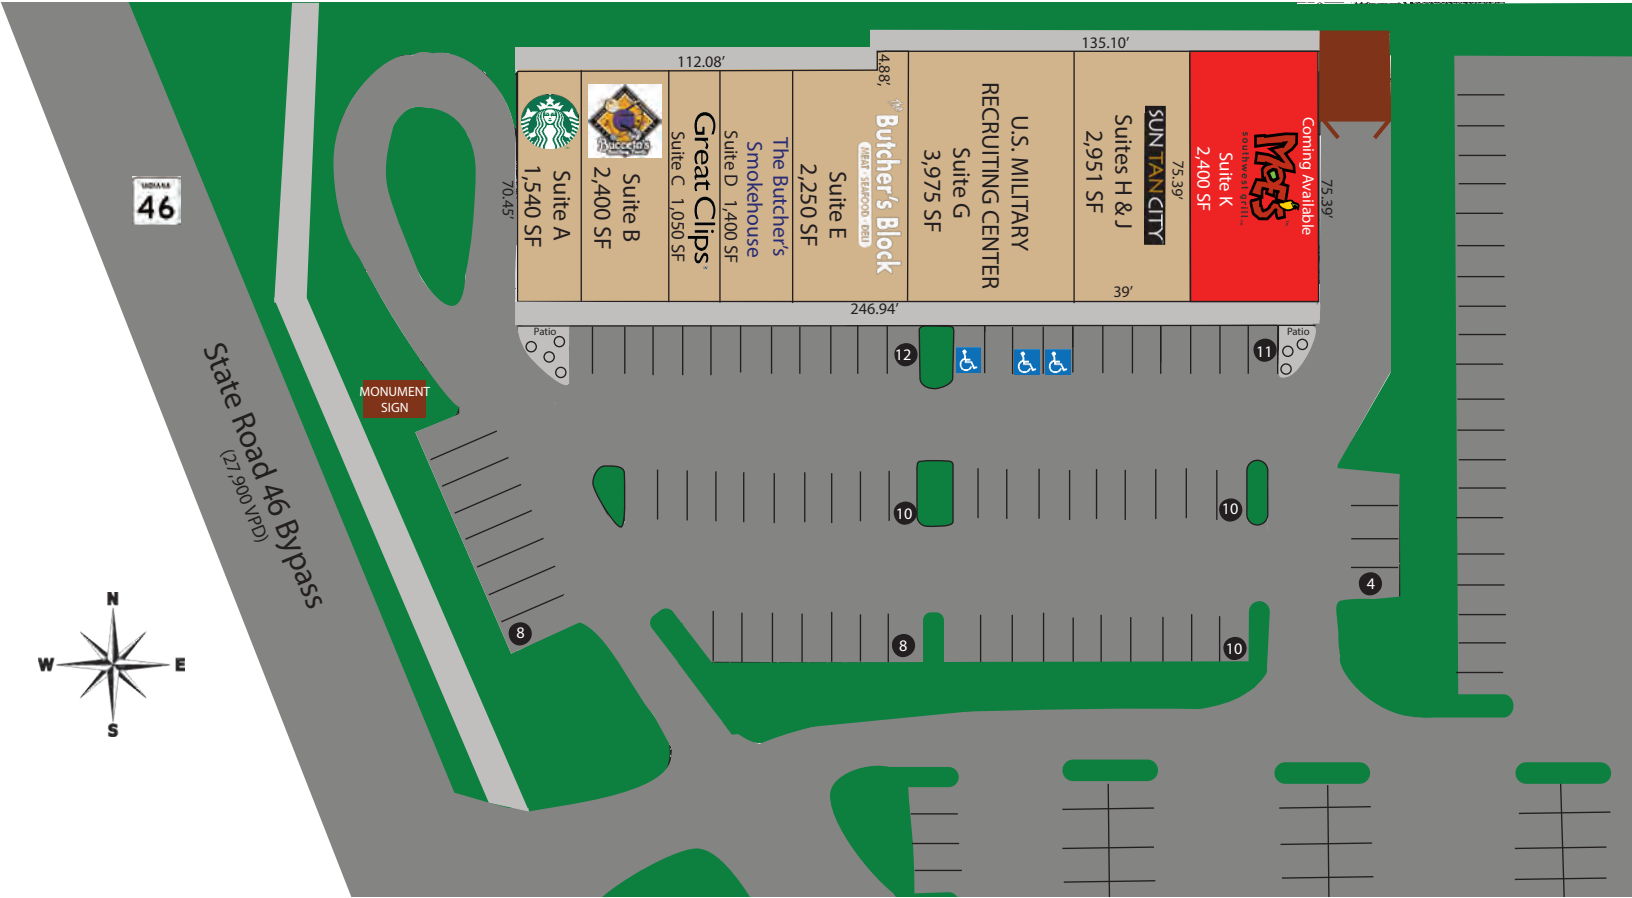 135.10’
112.08’
4.88’,
INDIANA
46
70.45’
Suite A
1,540 SF
Bucceto's
Suite B
2,400 SF
Great Clips
Suite C 1,050 SF
The Butcher’s
Smokehouse
Suite D 1,400 SF
The
Butcher's Block
MEAT · SEAFOOD · DELI
Suite E
2,250 SF
U.S. MILITARY
RECRUITING CENTER
Suite G
3,975 SF
SUN TAN CITY
75.39’
Suites H & J
2,951 SF
39’
Coming Available
MOE'S
southwest grill
Suite K
2,400 SF
75.39’
246.94’
Patio
12
11
Patio
MONUMENT
SIGN
State Road 46 Bypass
(27,900 VPD)
10
10
4
8
8
10
N
W
E
S